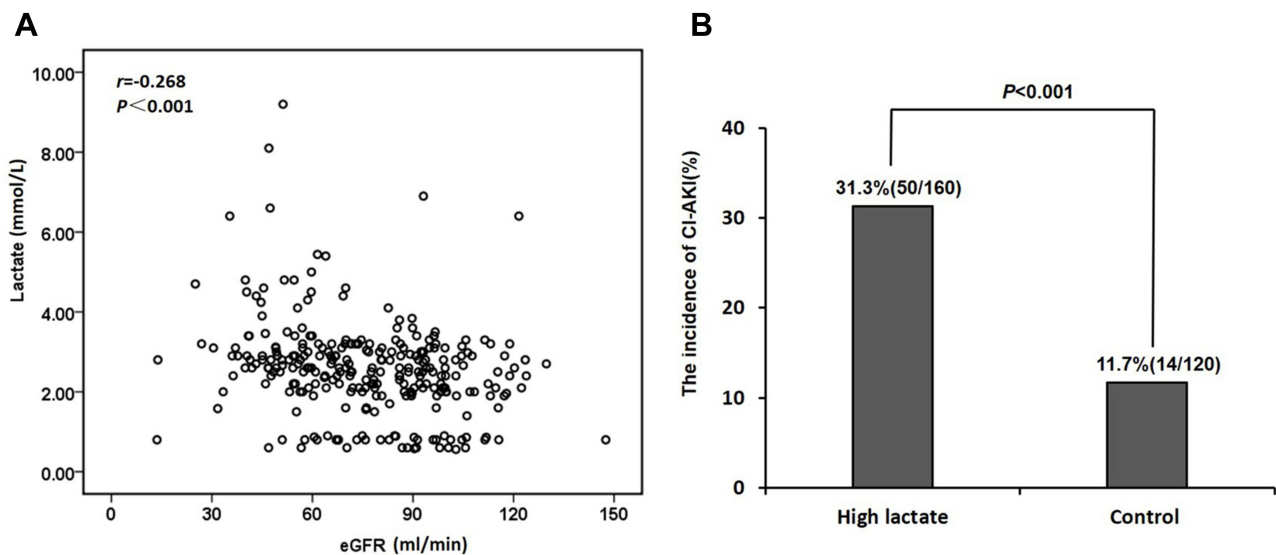 A
r=-0.268
P＜0.001
Lactate (mmol/L)
10.00
8.00
6.00
4.00
2.00
0.00
0 30 60 90 120 150
eGFR (ml/min)
B
P<0.001
The incidence of CI-AKI(%)
40
30
20
10
0
31.3%(50/160)
11.7%(14/120)
High lactate Control